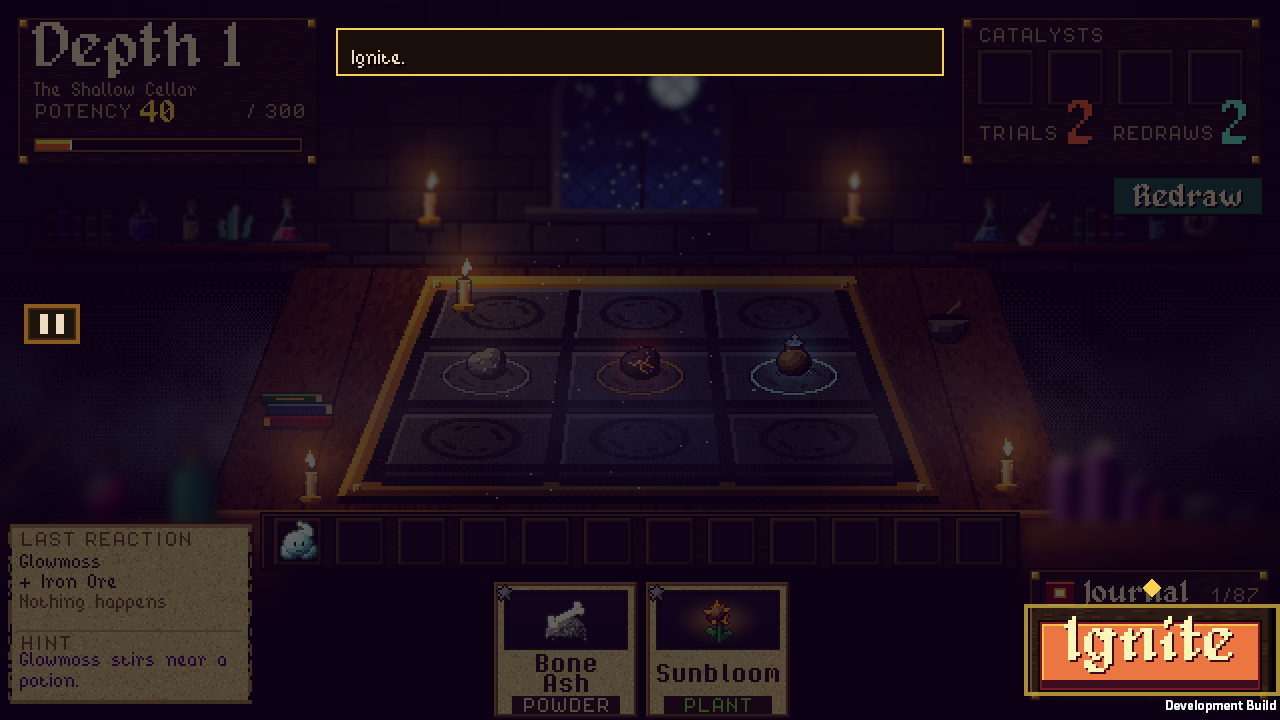 Depth 1
The Shallow Cellar
POTENCY 40 / 300
Ignite.
CATALYSTS
TRIALS 2 REDRAWS 2
Redraw
LAST REACTION
Glowmoss
+ Iron Ore
Nothing happens
HINT
Glowmoss stirs near a
potion.
Bone
Ash
POWDER
Sunbloom
PLANT
Journal 1/87
Ignite
Development Build